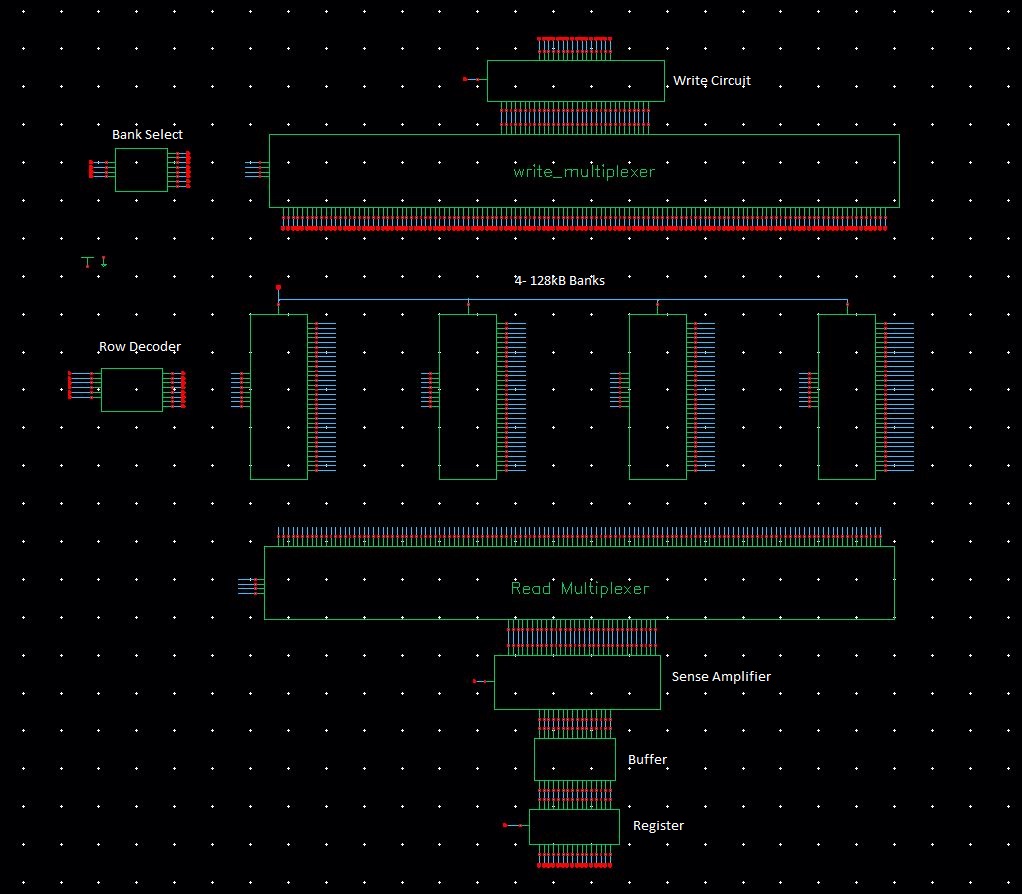 Write Circuit
Bank Select
write_multiplexer
4- 128kB Banks
Row Decoder
Read Multiplexer
Sense Amplifier
Buffer
Register